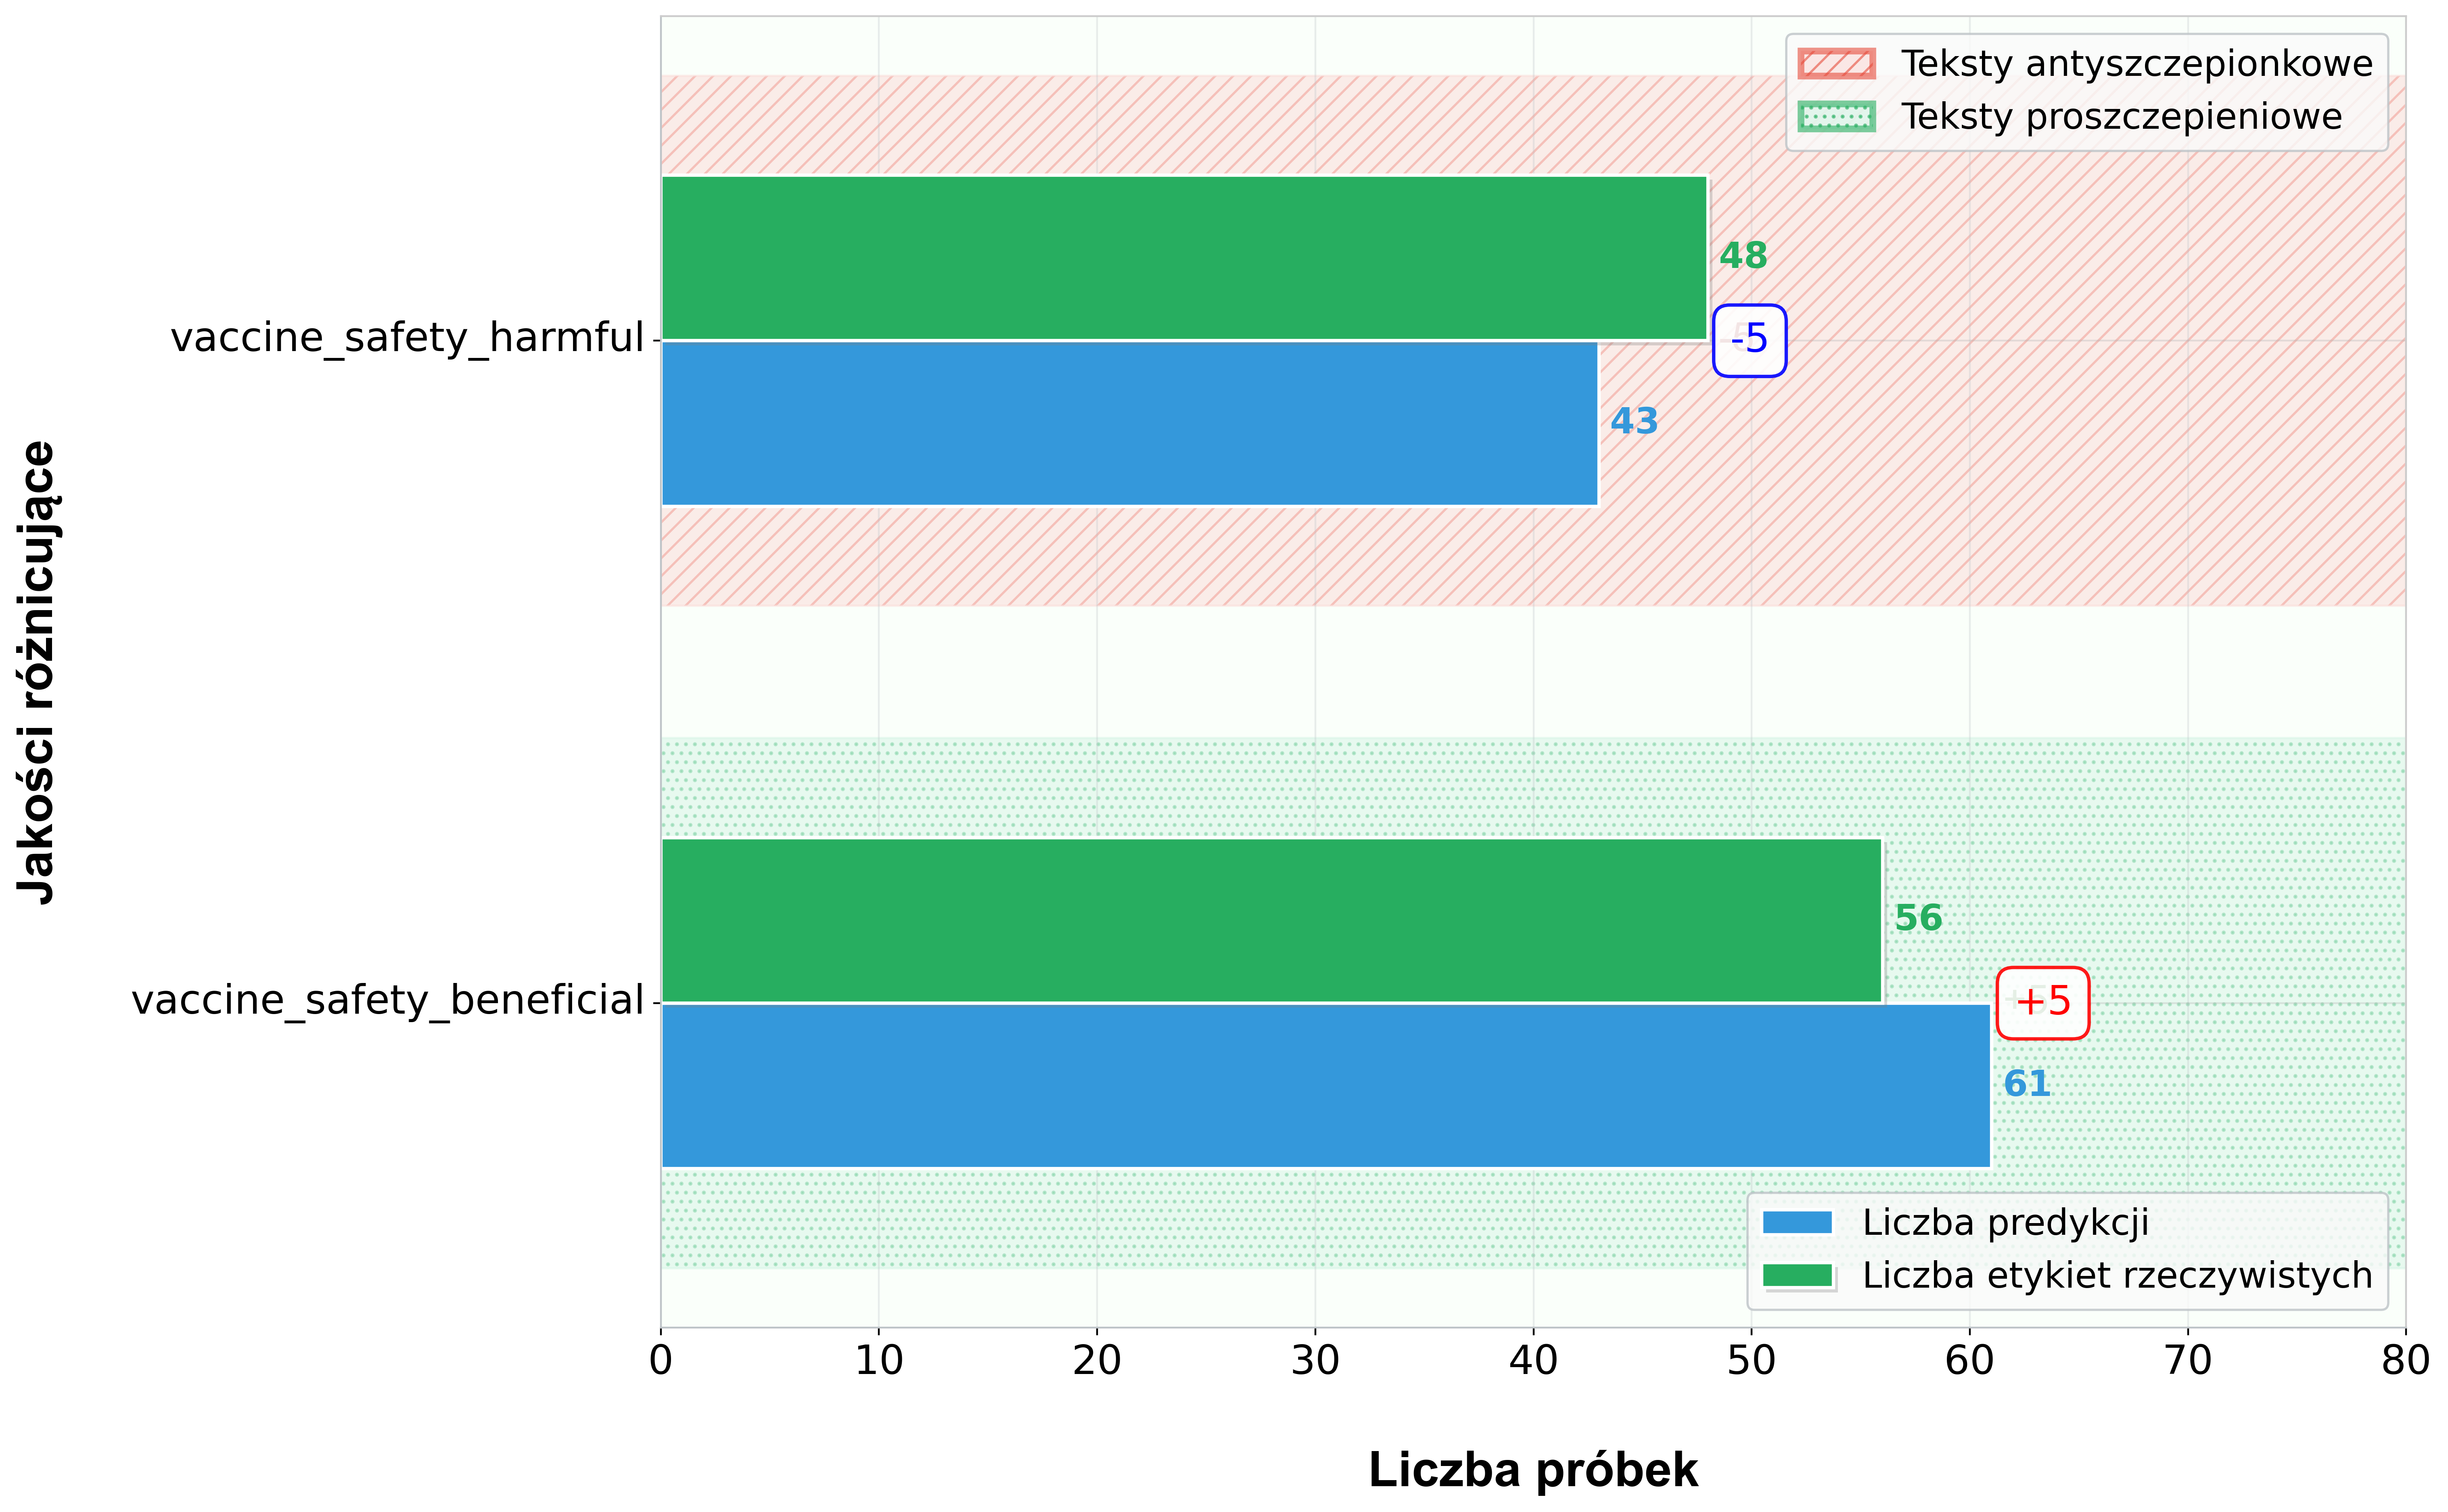 Teksty antyszczepionkowe
Teksty proszczepieniowe
48
vaccine_safety_harmful
-5
43
Jakości różnicujące
56
vaccine_safety_beneficial
+5
61
Liczba predykcji
Liczba etykiet rzeczywistych
0 10 20 30 40 50 60 70 80
Liczba próbek